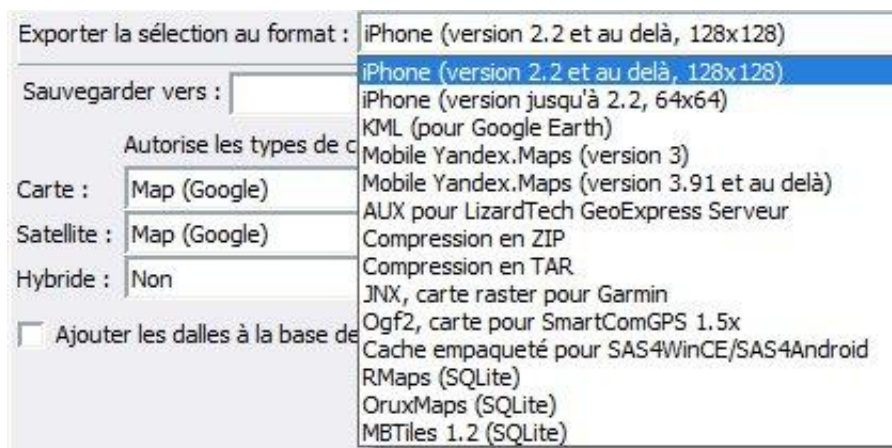 Exporter la sélection au format : iPhone (version 2.2 et au delà, 128x128)
iPhone (version 2.2 et au delà, 128x128)
Sauvegarder vers :
iPhone (version jusqu'à 2.2, 64x64)
KML (pour Google Earth)
Autorise les types de c
Mobile Yandex.Maps (version 3)
Carte : Map (Google)
Mobile Yandex.Maps (version 3.91 et au delà)
AUX pour LizardTech GeoExpress Serveur
Satellite : Map (Google)
Compression en ZIP
Compression en TAR
Hybride : Non
JNX, carte raster pour Garmin
Ogf2, carte pour SmartComGPS 1.5x
Ajouter les dalles à la base de
Cache empaqueté pour SAS4WinCE/SAS4Android
RMaps (SQLite)
OruxMaps (SQLite)
MBTiles 1.2 (SQLite)